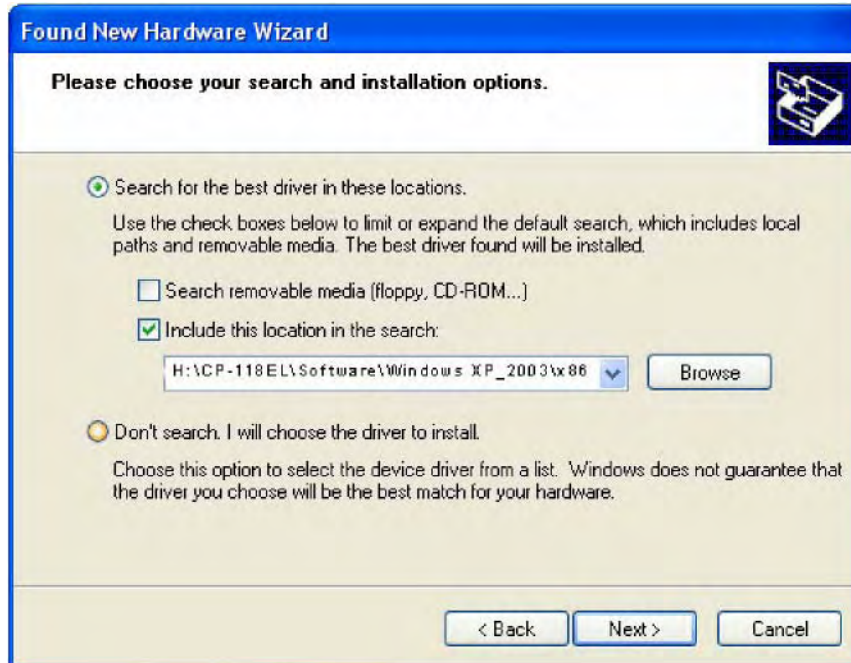 Found New Hardware Wizard
Please choose your search and installation options.
Search for the best driver in these locations.
Use the check boxes below to limit or expand the default search, which includes local
paths and removable media. The best driver found will be installed.
Search removable media (floppy, CD-ROM...)
Include this location in the search:
H:\CP-118EL\Software\Windows XP_2003\x86
Browse
Don't search. I will choose the driver to install.
Choose this option to select the device driver from a list. Windows does not guarantee that
the driver you choose will be the best match for your hardware.
< Back Next > Cancel